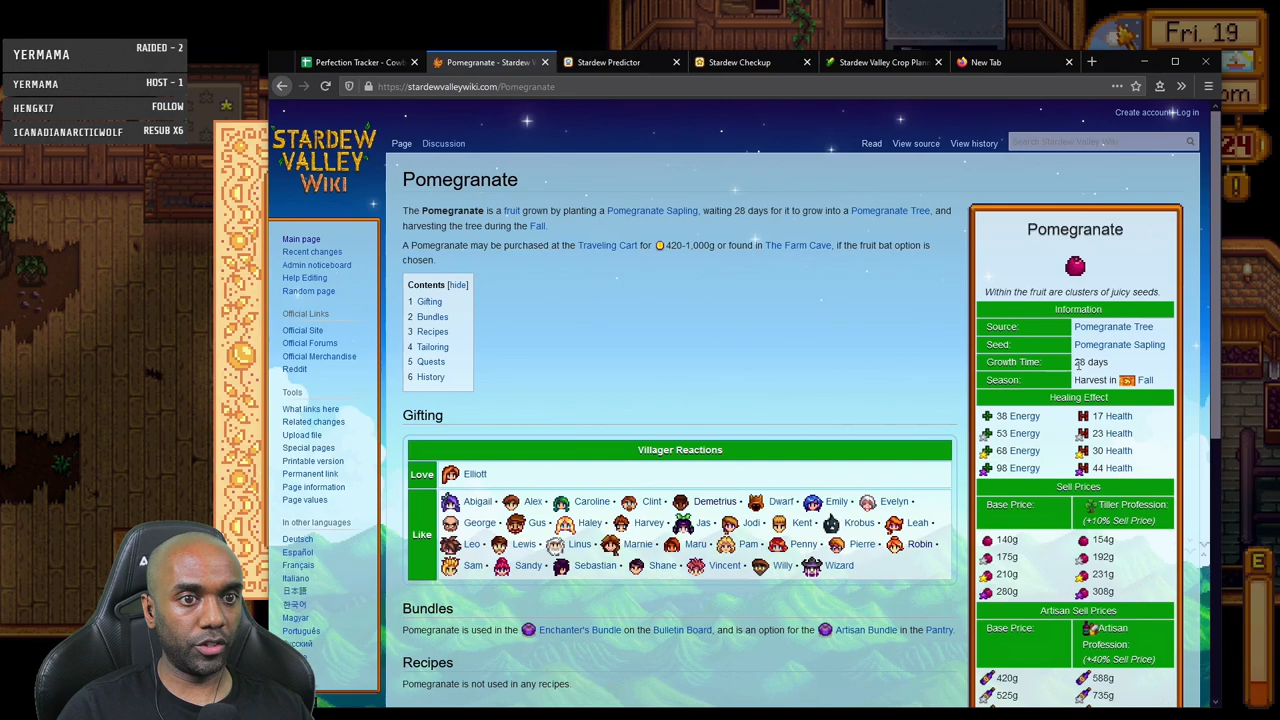 YERMAMA RAIDED - 2
YERMAMA HOST - 1
HENGKI7 FOLLOW
1CANADIANARCTICWOLF RESUB X6
Fri. 19
Perfection Tracker - Cowb
Pomegranate - Stardew V
Stardew Predictor
Stardew Checkup
Stardew Valley Crop Plann
New Tab
https://stardewvalleywiki.com/Pomegranate
STARDEW VALLEY WIKI
Create account Log in
Page Discussion Read View source View history Search Stardew Valley Wiki
Main page
Recent changes
Admin noticeboard
Help Editing
Random page
Official Links
Official Site
Official Forums
Official Merchandise
Reddit
Tools
What links here
Related changes
Upload file
Special pages
Printable version
Permanent link
Page information
Page values
In other languages
Deutsch
Español
Français
Italiano
日本語
한국어
Magyar
Português
Русский
Pomegranate
The Pomegranate is a fruit grown by planting a Pomegranate Sapling, waiting 28 days for it to grow into a Pomegranate Tree, and
harvesting the tree during the Fall.
A Pomegranate may be purchased at the Traveling Cart for 420-1,000g or found in The Farm Cave, if the fruit bat option is
chosen.
Contents [hide]
1 Gifting
2 Bundles
3 Recipes
4 Tailoring
5 Quests
6 History
Gifting
Villager Reactions
Love Elliott
Like
Abigail • Alex • Caroline • Clint • Demetrius • Dwarf • Emily • Evelyn •
George • Gus • Haley • Harvey • Jas • Jodi • Kent • Krobus • Leah •
Leo • Lewis • Linus • Marnie • Maru • Pam • Penny • Pierre • Robin •
Sam • Sandy • Sebastian • Shane • Vincent • Willy • Wizard
Bundles
Pomegranate is used in the Enchanter's Bundle on the Bulletin Board, and is an option for the Artisan Bundle in the Pantry.
Recipes
Pomegranate is not used in any recipes.
Pomegranate
Within the fruit are clusters of juicy seeds.
Information
Source: Pomegranate Tree
Seed: Pomegranate Sapling
Growth Time: 28 days
Season: Harvest in Fall
Healing Effect
38 Energy 17 Health
53 Energy 23 Health
68 Energy 30 Health
98 Energy 44 Health
Sell Prices
Base Price: Tiller Profession:
(+10% Sell Price)
140g 154g
175g 192g
210g 231g
280g 308g
Artisan Sell Prices
Base Price: Artisan
Profession:
(+40% Sell Price)
420g 588g
525g 735g
E